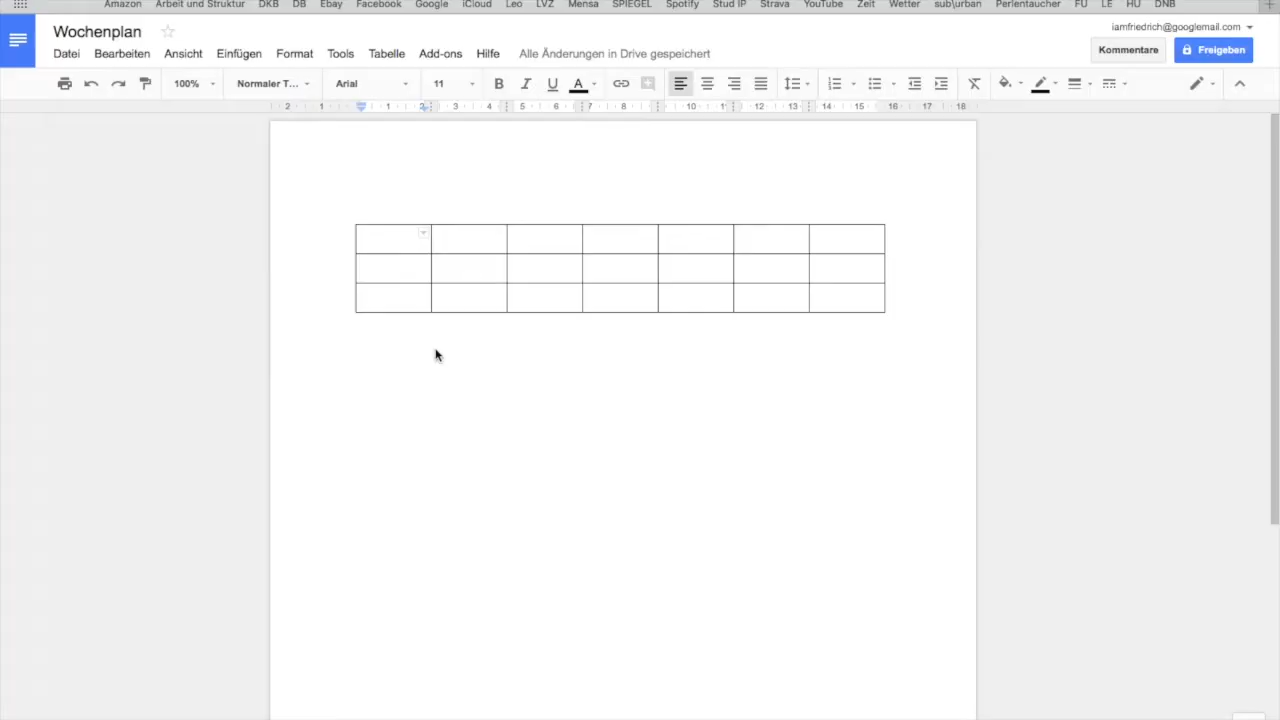 Amazon Arbeit und Struktur DKB DB Ebay Facebook Google iCloud Leo LVZ Mensa SPIEGEL Spotify Stud IP Strava YouTube Zeit Wetter sub\urban Perlentaucher FU LE HU DNB
Wochenplan
iamfriedrich@googlemail.com
Datei Bearbeiten Ansicht Einfügen Format Tools Tabelle Add-ons Hilfe Alle Änderungen in Drive gespeichert
Kommentare Freigeben
100% Normaler T... Arial 11 B I U A
2 1 1 2 3 4 5 6 7 8 10 11 12 13 14 15 16 17 18